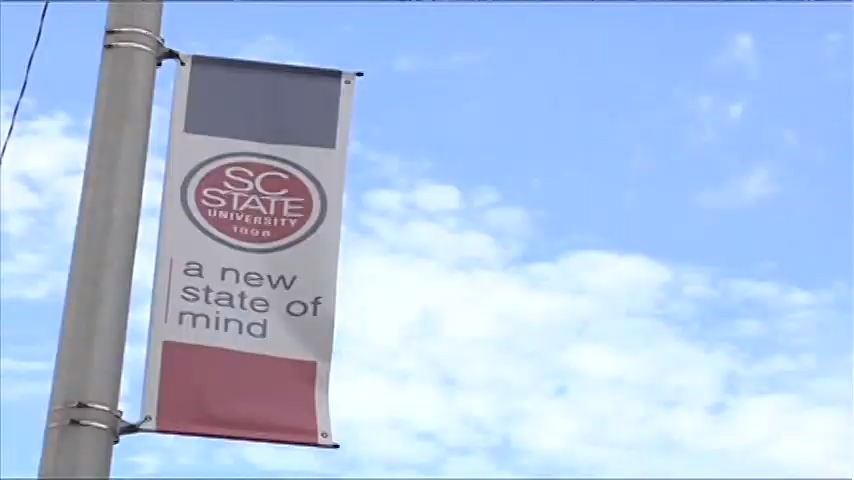 SC
STATE
UNIVERSITY
1896
a new
state of
mind